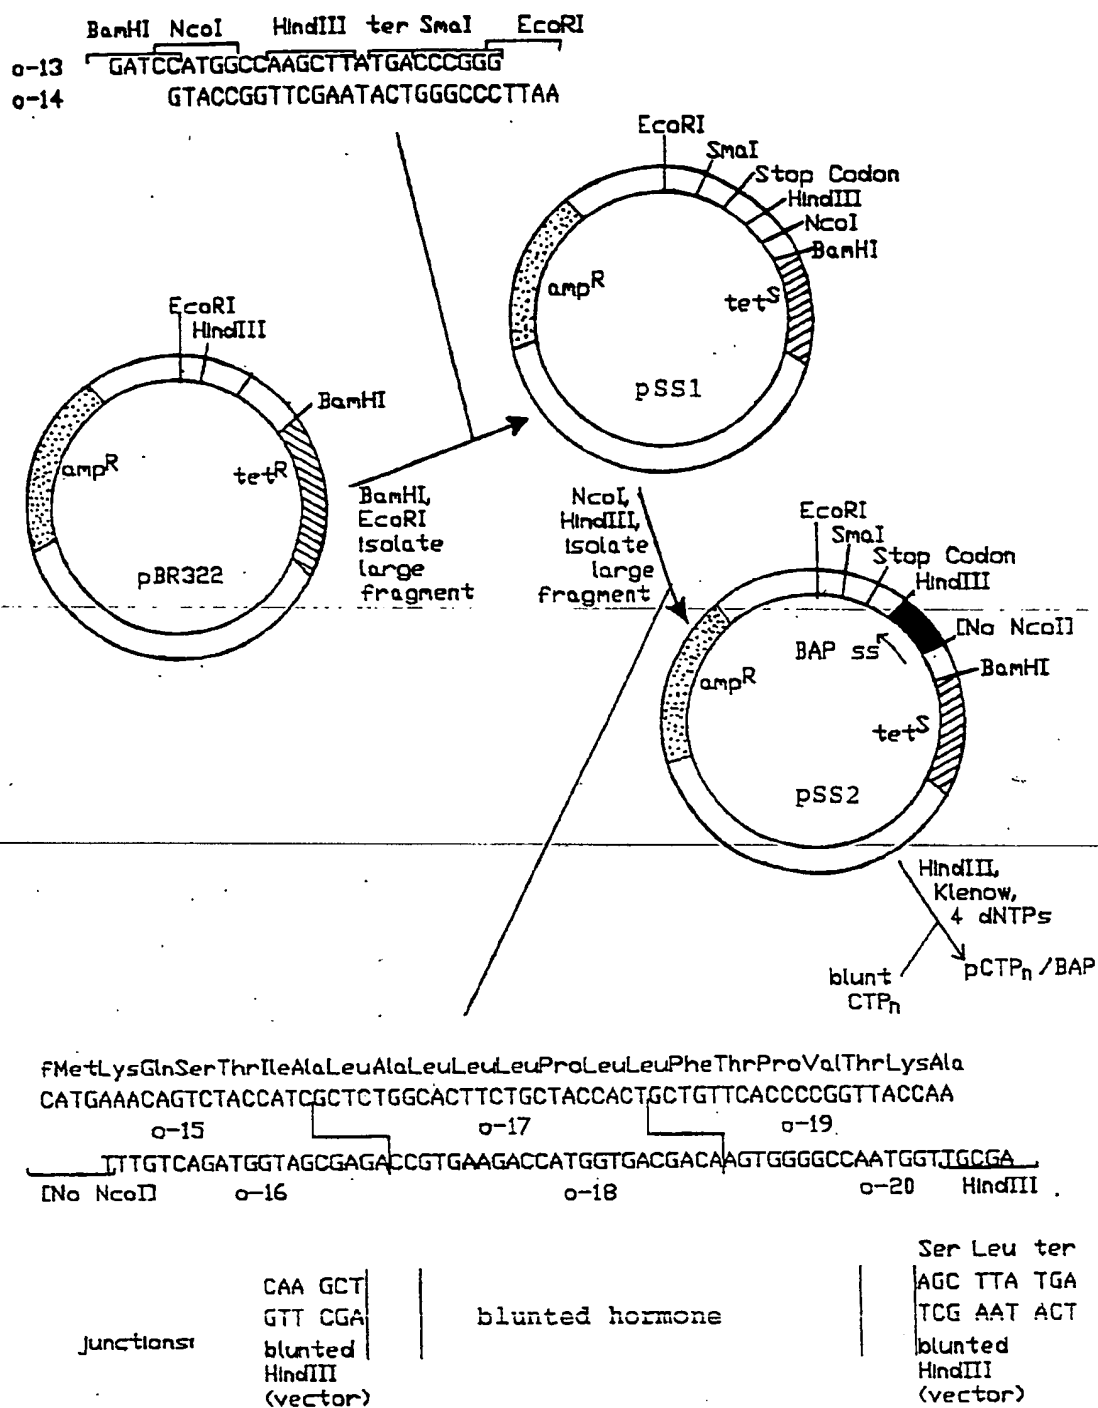 BamHI NcoI HindIII ter SmaI EcoRI
o-13 GATCCATGGCCAAGCTTATGACCCGGG
o-14 GTACCGGTTCGAATACTGGGCCCTTAA
EcoRI
SmaI
Stop Codon
HindIII
NcoI
BamHI
ampR
tetS
pSS1
EcoRI
HindIII
BamHI
ampR
tetR
pBR322
BamHI,
EcoRI
isolate
large
fragment
NcoI,
HindIII,
isolate
large
fragment
EcoRI
SmaI
Stop Codon
HindIII
[No NcoI]
BAP ss
BamHI
ampR
tetS
pSS2
HindIII,
Klenow,
4 dNTPs
blunt
CTPn
pCTPn/BAP
fMetLysGlnSerThrIleAlaLeuAlaLeuLeuLeuProLeuLeuPheThrProValThrLysAla
CATGAAACAGTCTACCATCGCTCTGGCACTTCTGCTACCACTGCTGTTCACCCCGGTTACCAA
o-15 o-17 o-19
TTTGTCAGATGGTAGCGAGACCGTGAAGACCATGGTGACGACAAGTGGGGCCAATGGTTGCGA
[No NcoI] o-16 o-18 o-20 HindIII
Ser Leu ter
CAA GCT AGC TTA TGA
GTT CGA blunted hormone TCG AAT ACT
junctions: blunted blunted
HindIII HindIII
(vector) (vector)